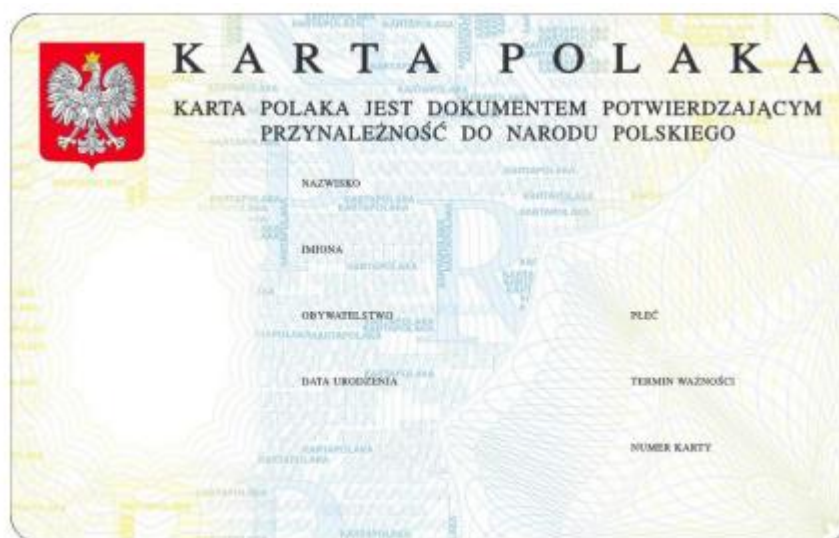 KARTA POLAKA
KARTA POLAKA JEST DOKUMENTEM POTWIERDZAJĄCYM
PRZYNALEŻNOŚĆ DO NARODU POLSKIEGO
NAZWISKO
IMIONA
OBYWATELSTWO
PŁEĆ
DATA URODZENIA
TERMIN WAŻNOŚCI
NUMER KARTY